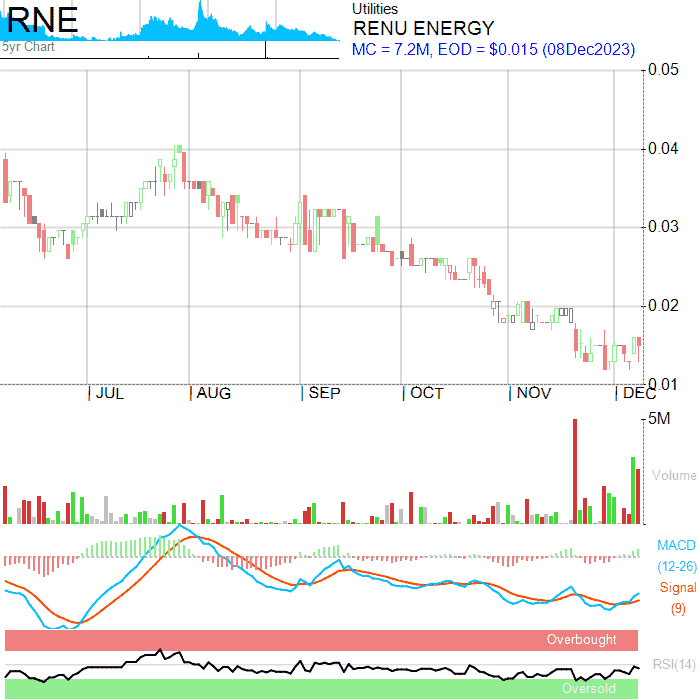 RNE
5yr Chart
Utilities
RENU ENERGY
MC = 7.2M, EOD = $0.015 (08Dec2023)
0.05
0.04
0.03
0.02
0.01
JUL
AUG
SEP
OCT
NOV
DEC
5M
Volume
MACD
(12-26)
Signal
(9)
Overbought
RSI(14)
Oversold